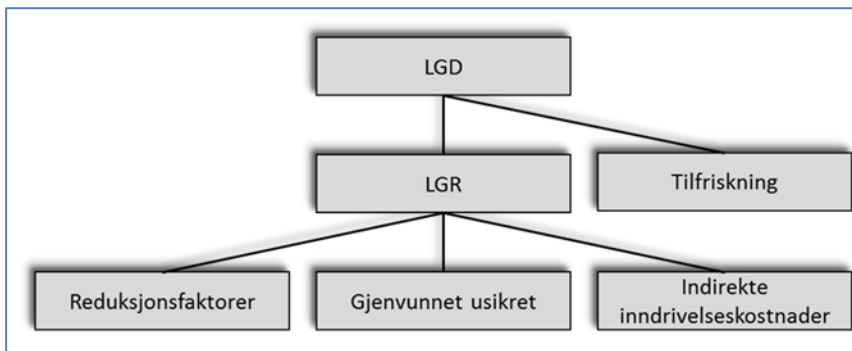 LGD
LGR
Tilfriskning
Reduksjonsfaktorer
Gjenvunnet usikret
Indirekte
inndrivelseskostnader